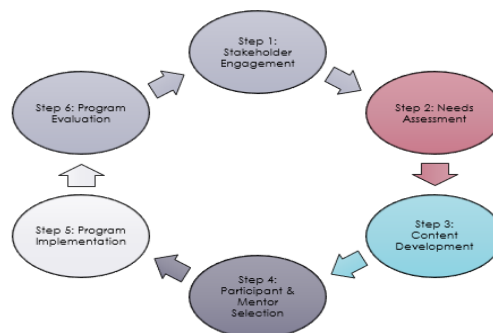 Step 1:
Stakeholder
Engagement
Step 2: Needs
Assessment
Step 3:
Content
Development
Step 4:
Participant &
Mentor
Selection
Step 5: Program
Implementation
Step 6: Program
Evaluation